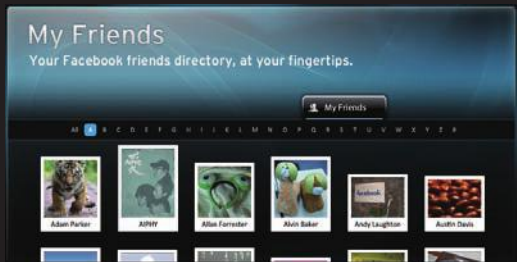 My Friends
Your Facebook friends directory, at your fingertips.
My Friends
All A B C D E F G H I J K L M N O P Q R S T U V W X Y Z #
AIPHY
facebook
Adam Parker AIPHY Allan Forrester Alvin Baker Andy Laughton Austin Davis